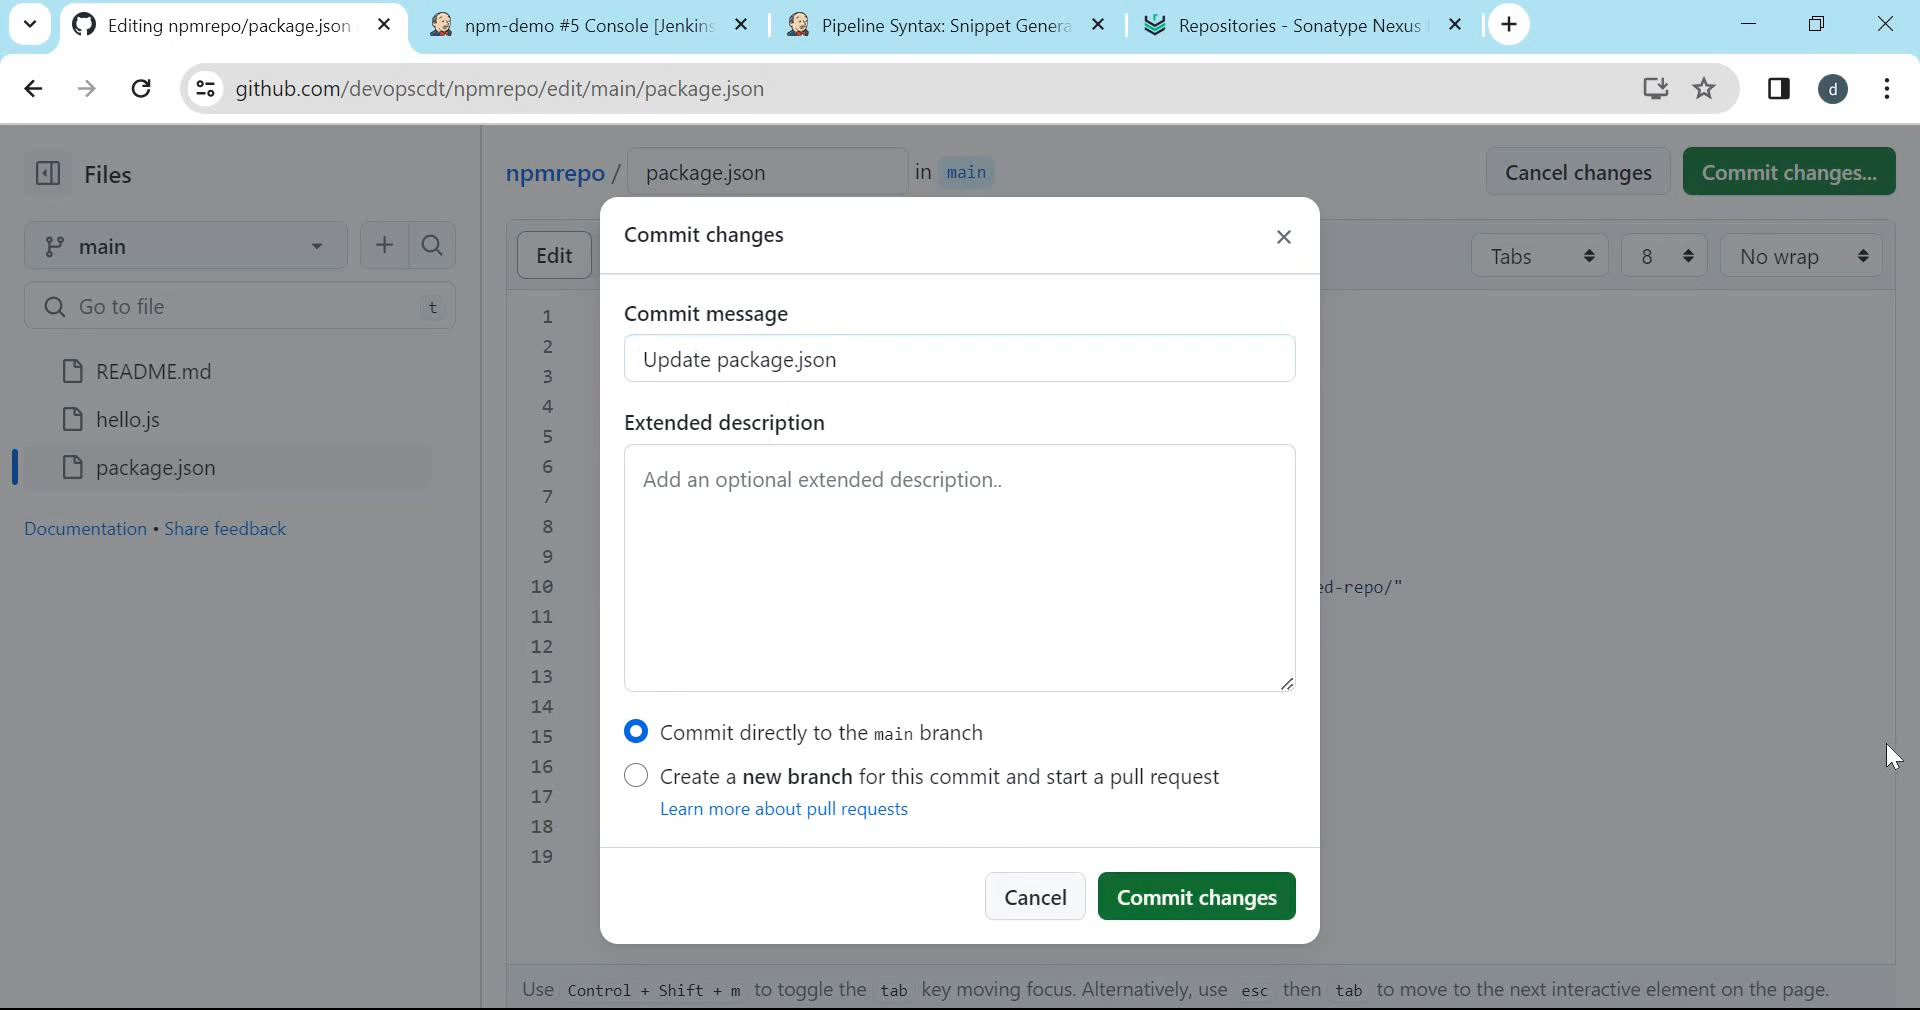 Editing npmrepo/package.json
npm-demo #5 Console [Jenkins
Pipeline Syntax: Snippet Genera
Repositories - Sonatype Nexus
github.com/devopscdt/npmrepo/edit/main/package.json
d
Files
npmrepo / package.json in main
Cancel changes
Commit changes...
main
Go to file
t
README.md
hello.js
package.json
Documentation • Share feedback
Edit
Tabs
8
No wrap
1
2
3
4
5
6
7
8
9
10
ed-repo/"
11
12
13
14
15
16
17
18
19
Commit changes
Commit message
Update package.json
Extended description
Add an optional extended description..
Commit directly to the main branch
Create a new branch for this commit and start a pull request
Learn more about pull requests
Cancel
Commit changes
Use Control + Shift + m to toggle the tab key moving focus. Alternatively, use esc then tab to move to the next interactive element on the page.